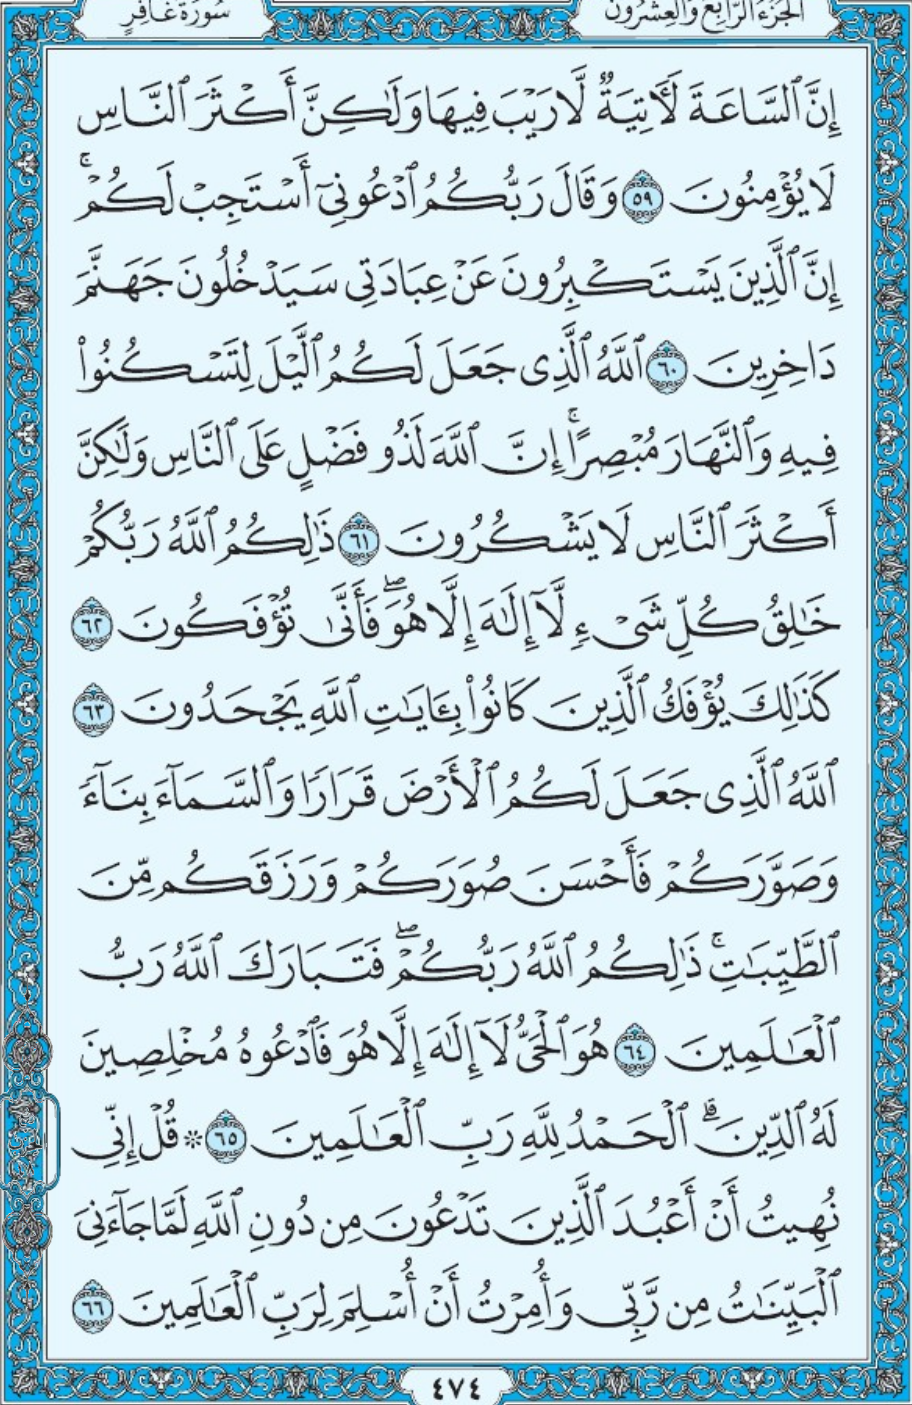 سُورَةُ غَافِرٍ
الجُزْءُ الرَّابِعُ وَالعِشْرُونَ
إِنَّ ٱلسَّاعَةَ لَأٓتِيَةٌ لَّا رَيۡبَ فِيهَا وَلَٰكِنَّ أَكۡثَرَ ٱلنَّاسِ
لَا يُؤۡمِنُونَ ٥٩ وَقَالَ رَبُّكُمُ ٱدۡعُونِيٓ أَسۡتَجِبۡ لَكُمۡۚ
إِنَّ ٱلَّذِينَ يَسۡتَكۡبِرُونَ عَنۡ عِبَادَتِي سَيَدۡخُلُونَ جَهَنَّمَ
دَاخِرِينَ ٦٠ ٱللَّهُ ٱلَّذِي جَعَلَ لَكُمُ ٱلَّيۡلَ لِتَسۡكُنُواْ
فِيهِ وَٱلنَّهَارَ مُبۡصِرًاۚ إِنَّ ٱللَّهَ لَذُو فَضۡلٍ عَلَى ٱلنَّاسِ وَلَٰكِنَّ
أَكۡثَرَ ٱلنَّاسِ لَا يَشۡكُرُونَ ٦١ ذَٰلِكُمُ ٱللَّهُ رَبُّكُمۡ
خَٰلِقُ كُلِّ شَيۡءٖ لَّآ إِلَٰهَ إِلَّا هُوَۖ فَأَنَّىٰ تُؤۡفَكُونَ ٦٢
كَذَٰلِكَ يُؤۡفَكُ ٱلَّذِينَ كَانُواْ بِـَٔايَٰتِ ٱللَّهِ يَجۡحَدُونَ ٦٣
ٱللَّهُ ٱلَّذِي جَعَلَ لَكُمُ ٱلۡأَرۡضَ قَرَارٗا وَٱلسَّمَآءَ بِنَآءٗ
وَصَوَّرَكُمۡ فَأَحۡسَنَ صُوَرَكُمۡ وَرَزَقَكُم مِّنَ
ٱلطَّيِّبَٰتِۚ ذَٰلِكُمُ ٱللَّهُ رَبُّكُمۡۖ فَتَبَارَكَ ٱللَّهُ رَبُّ
ٱلۡعَٰلَمِينَ ٦٤ هُوَ ٱلۡحَيُّ لَآ إِلَٰهَ إِلَّا هُوَ فَٱدۡعُوهُ مُخۡلِصِينَ
لَهُ ٱلدِّينَۗ ٱلۡحَمۡدُ لِلَّهِ رَبِّ ٱلۡعَٰلَمِينَ ٦٥ * قُلۡ إِنِّي
نُهِيتُ أَنۡ أَعۡبُدَ ٱلَّذِينَ تَدۡعُونَ مِن دُونِ ٱللَّهِ لَمَّا جَآءَنِيَ
ٱلۡبَيِّنَٰتُ مِن رَّبِّي وَأُمِرۡتُ أَنۡ أُسۡلِمَ لِرَبِّ ٱلۡعَٰلَمِينَ ٦٦
٤٧٤